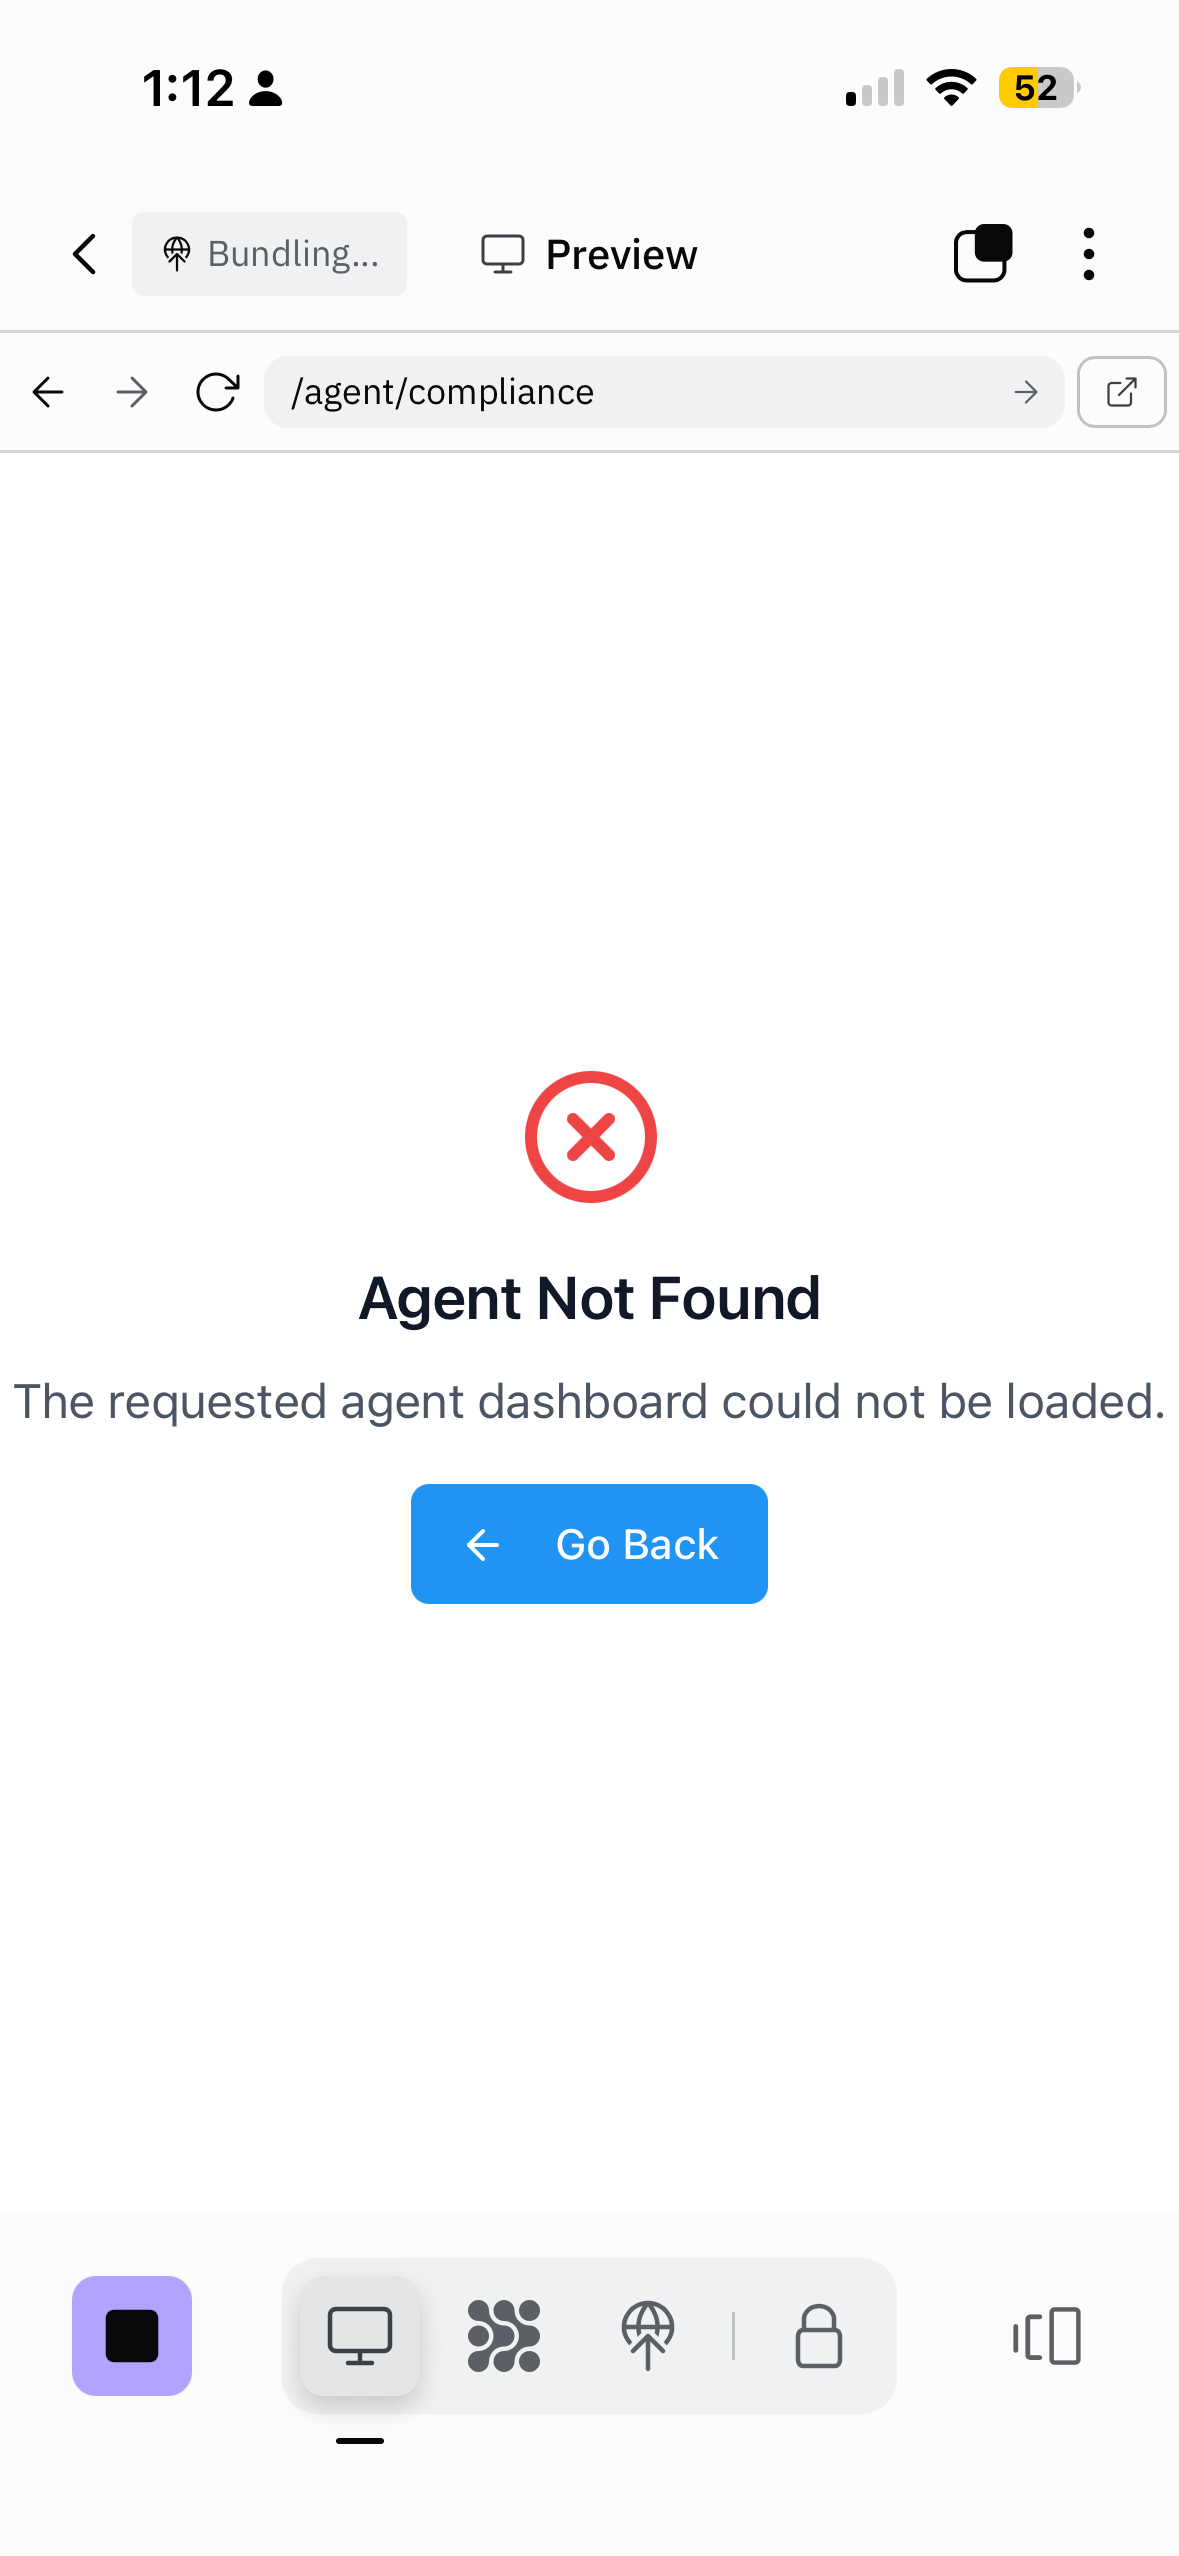 1:12
52
Bundling...
Preview
/agent/compliance
Agent Not Found
The requested agent dashboard could not be loaded.
Go Back